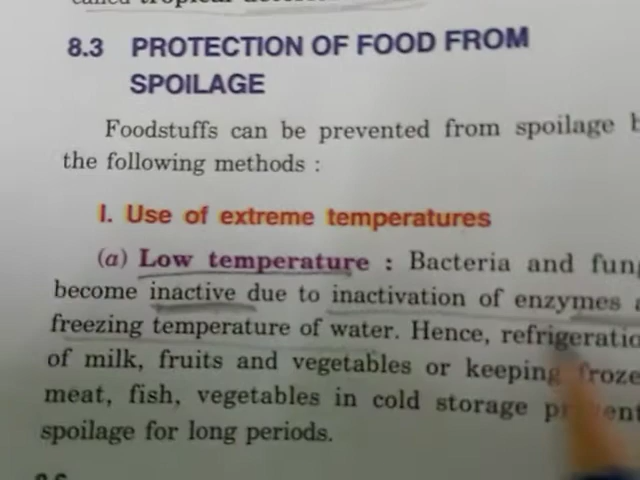 called tropical
8.3 PROTECTION OF FOOD FROM
SPOILAGE
Foodstuffs can be prevented from spoilage
the following methods :
I. Use of extreme temperatures
(a) Low temperature : Bacteria and
become inactive due to inactivation of enzymes
freezing temperature of water. Hence,
of milk, fruits and vegetables or keeping
meat, fish, vegetables in cold storage
spoilage for long periods.